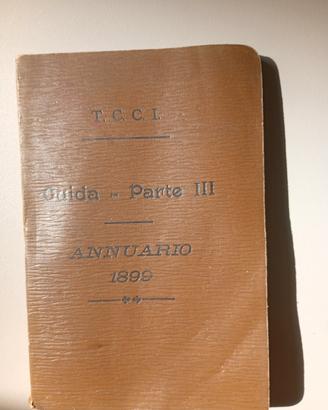 T. C. C. I.
Guida - Parte III
ANNUARIO
1899